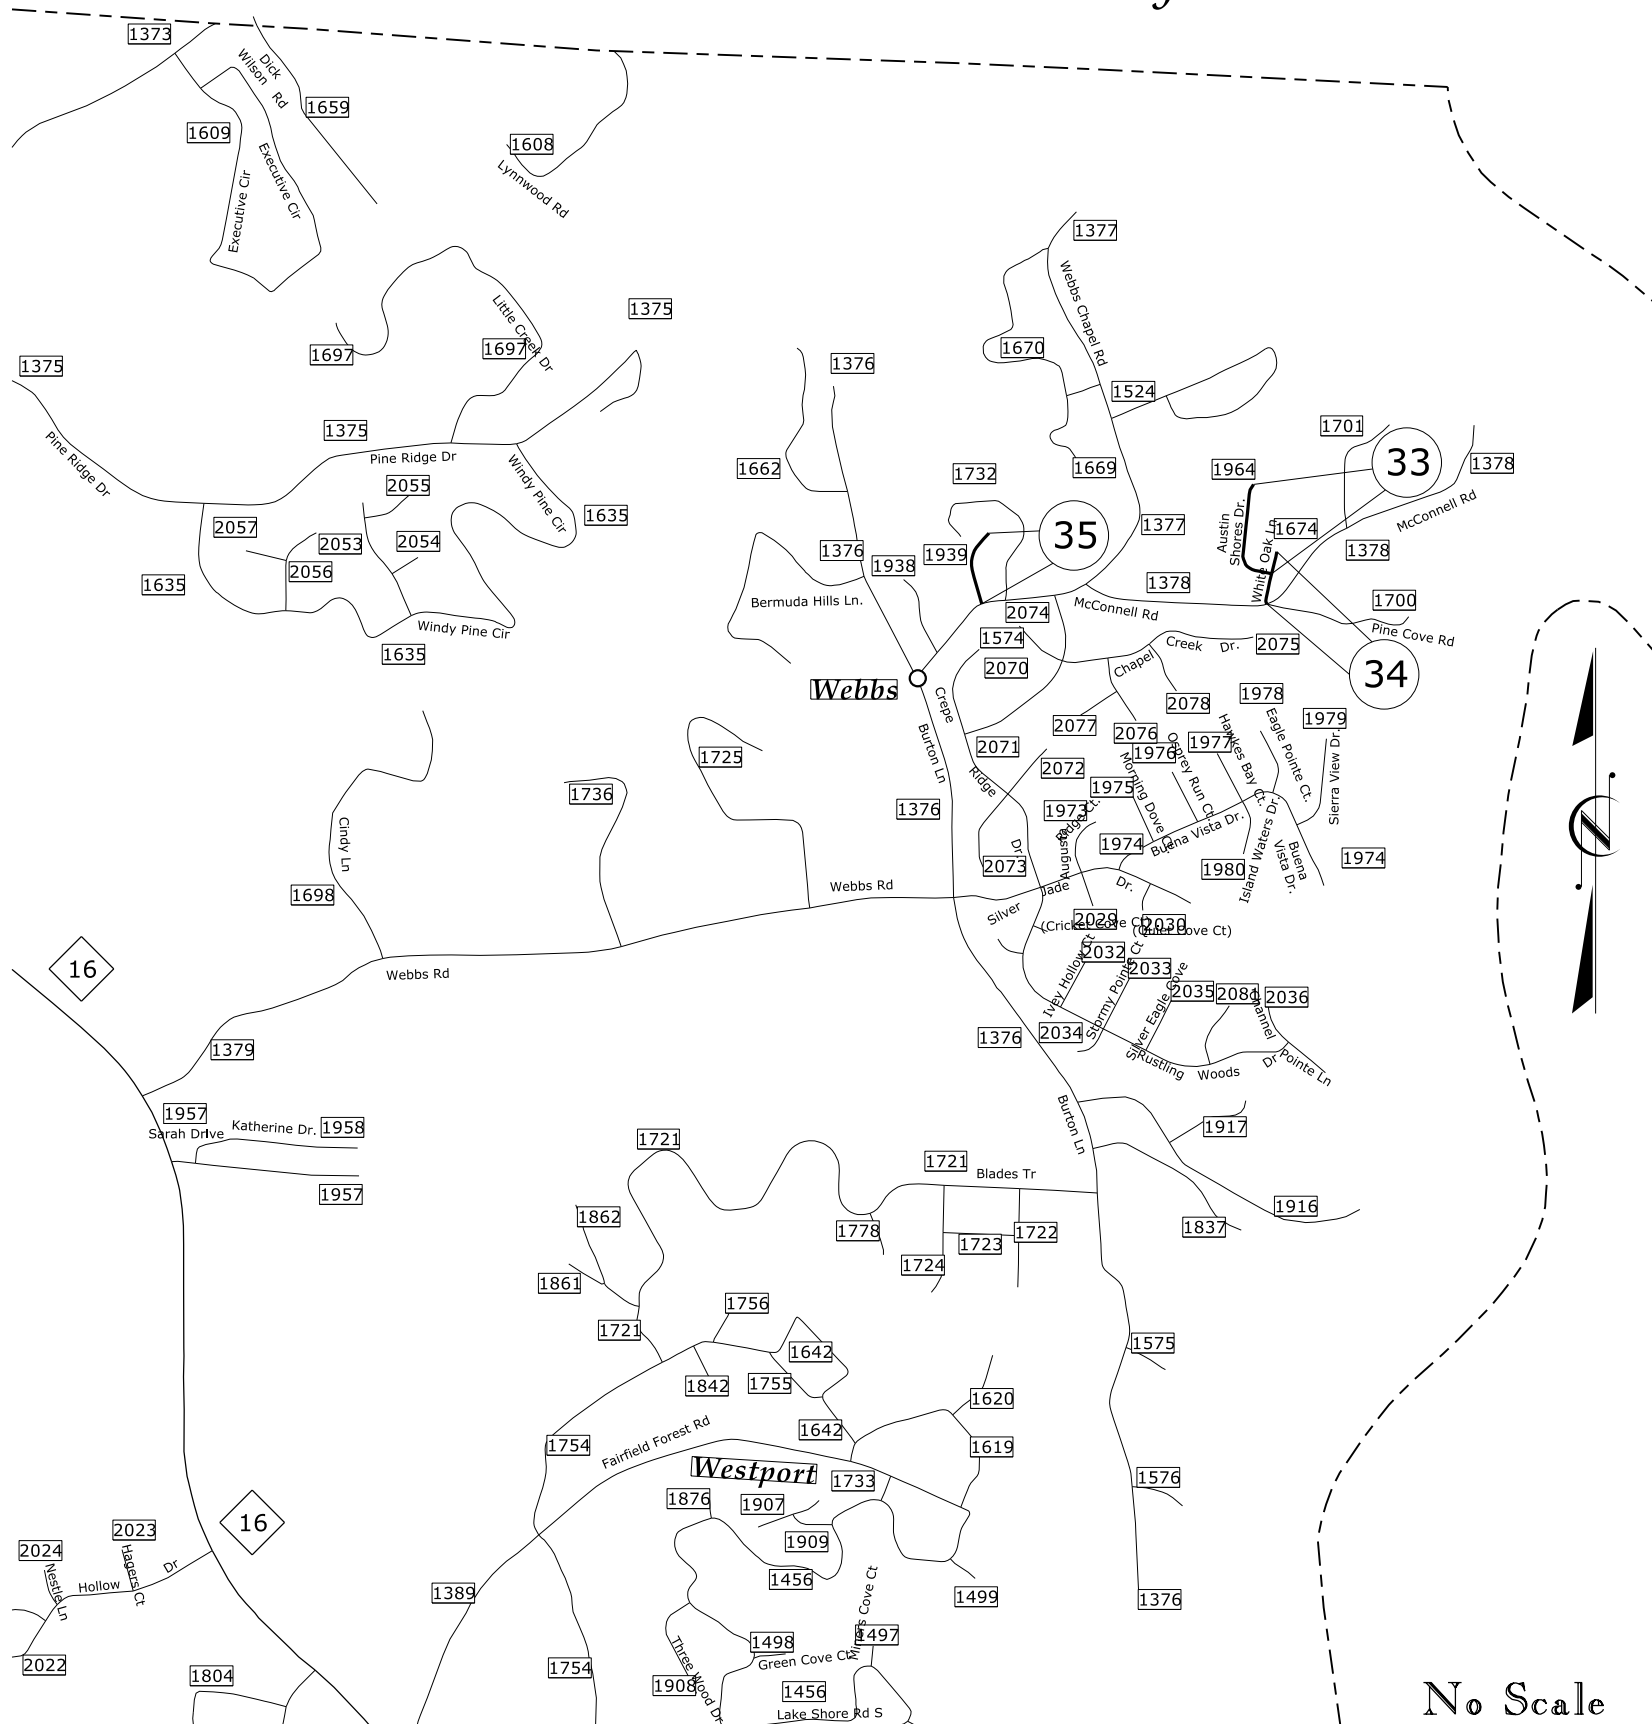 1373
Dick
Wilson Rd
1659
1609
1608
Executive Cir
Executive Cir
Lynnwood Rd
1377
Webbs Chapel Rd
Little Creek Dr
1375
1697
1697
1670
1375
1376
1524
1375
Pine Ridge Dr
Pine Ridge Dr
Windy Pine Cir
1701
33
1378
1662
1732
1669
1964
McConnell Rd
2055
2057
1635
2053
2054
2056
1635
1376
1938
1939
35
1377
Austin
Shores Dr.
White Oak Ln
1674
1378
1378
Bermuda Hills Ln.
2074
McConnell Rd
1700
Pine Cove Rd
Windy Pine Cir
1635
1574
2070
Chapel
Creek Dr.
2075
34
Webbs
Crepe
Burton Ln
2077
2078
1978
1979
1725
2071
2076
1976
1977
Hawkes Bay Ct.
Eagle Pointe Ct.
Sierra View Dr.
Osprey Run Ct.
Morning Dove Ct.
1736
Ridge
2072
1975
1376
1973
Augusta
Ridge Ct.
Cindy Ln
Dr.
2073
1974
Buena Vista Dr.
1980
Island Waters Dr.
Buena
Vista Dr.
1974
1698
Webbs Rd
Silver
Jade
Dr.
2029
2030
(Cricket Cove Ct)
(Quiet Cove Ct)
N
16
Webbs Rd
Ivey Hollow Ct
2032
Stormy Pointe Ct
2033
Silver Eagle Cove
2035
2081
2036
Channel
Pointe Ln
1376
2034
1379
Rustling
Woods
Dr
1957
Sarah Drive
Katherine Dr.
1958
Burton Ln
1917
1721
1721
Blades Tr
1957
1862
1778
1722
1723
1724
1916
1837
1861
1756
1721
1642
1575
1842
1755
1620
1642
1754
Fairfield Forest Rd
1619
Westport
1733
1576
16
1876
1907
2023
2024
1909
Nestle Ln
Hollow
Hagers Ct
Dr
1456
1389
1499
1376
1498
Green Cove Ct
1497
2022
1804
1754
Three Wood Dr
1908
1456
Lake Shore Rd S
No Scale